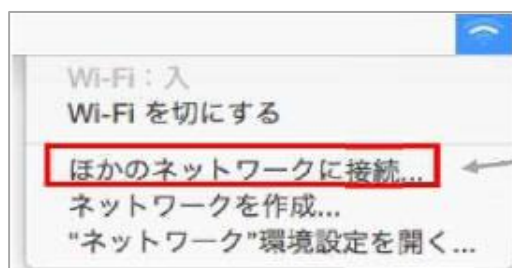 Wi-Fi：入
Wi-Fi を切にする
ほかのネットワークに接続...
ネットワークを作成...
“ネットワーク”環境設定を開く...